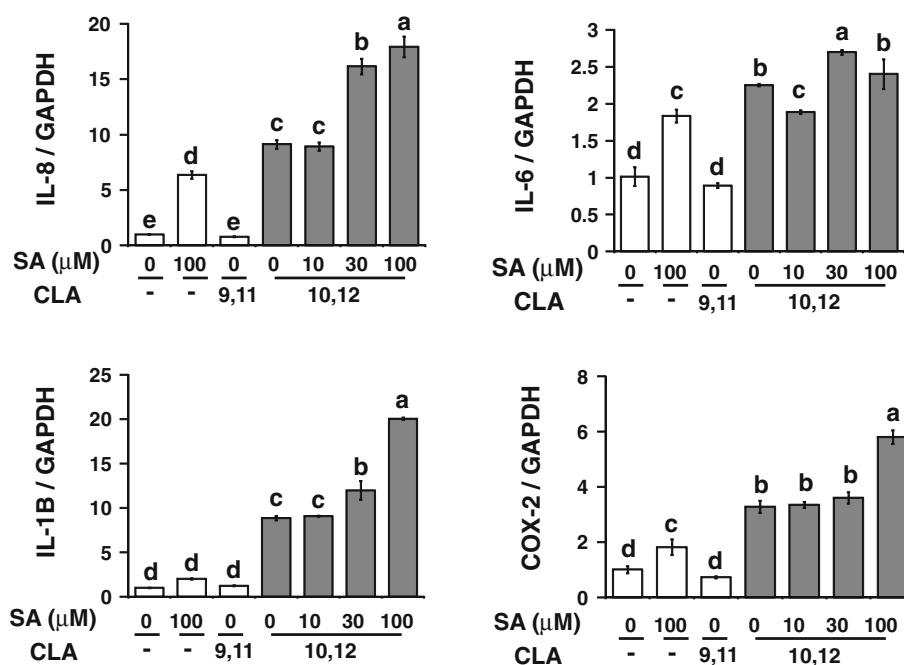 IL-8 / GAPDH
20
15
10
5
0
e
d
e
c
c
b
a
SA (μM) 0 100 0 0 10 30 100
CLA - - 9,11 10,12
IL-6 / GAPDH
3
2.5
2
1.5
1
0.5
0
d
c
d
b
c
a
b
SA (μM) 0 100 0 0 10 30 100
CLA - - 9,11 10,12
IL-1B / GAPDH
25
20
15
10
5
0
d
d
d
c
c
b
a
SA (μM) 0 100 0 0 10 30 100
CLA - - 9,11 10,12
COX-2 / GAPDH
8
6
4
2
0
d
c
d
b
b
b
a
SA (μM) 0 100 0 0 10 30 100
CLA - - 9,11 10,12